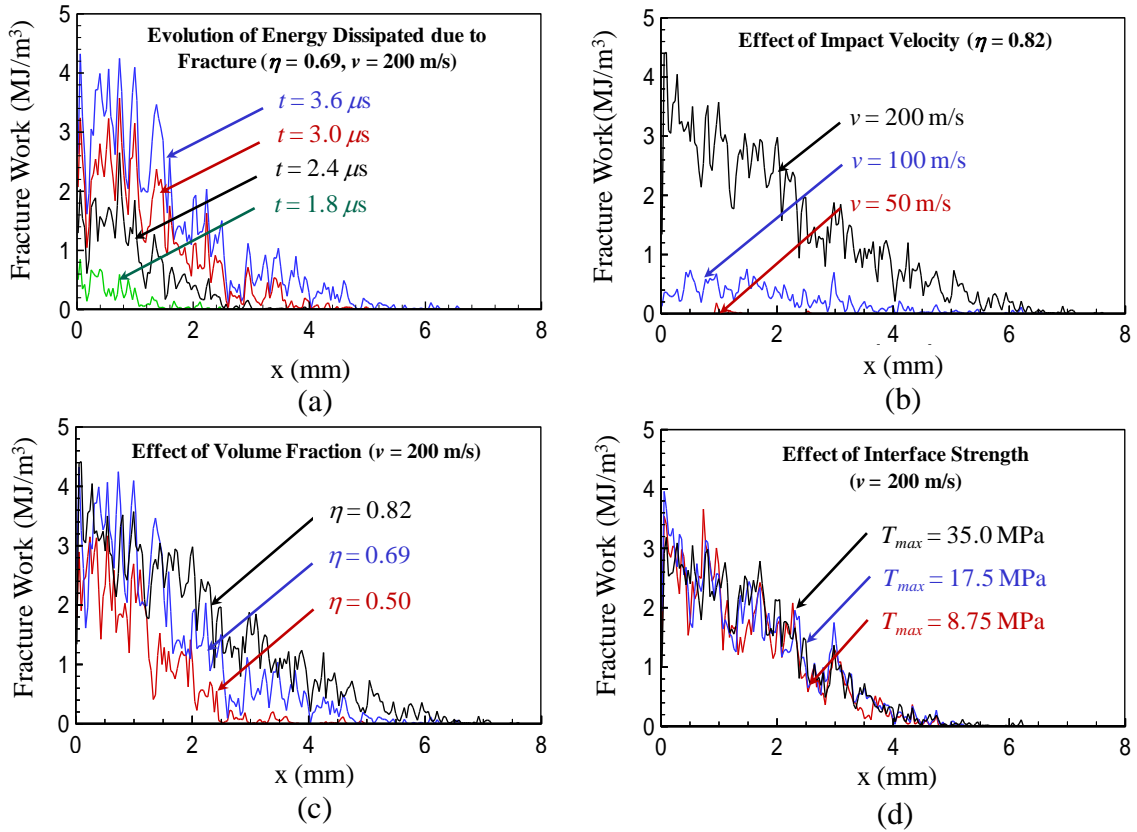 Evolution of Energy Dissipated due to
Fracture (η = 0.69, v = 200 m/s)
t = 3.6 μs
t = 3.0 μs
t = 2.4 μs
t = 1.8 μs
Fracture Work (MJ/m³)
5
4
3
2
1
0
0 2 4 6 8
x (mm)
(a)
Effect of Impact Velocity (η = 0.82)
v = 200 m/s
v = 100 m/s
v = 50 m/s
Fracture Work(MJ/m³)
5
4
3
2
1
0
0 2 4 6 8
x (mm)
(b)
Effect of Volume Fraction (v = 200 m/s)
η = 0.82
η = 0.69
η = 0.50
Fracture Work (MJ/m³)
5
4
3
2
1
0
0 2 4 6 8
x (mm)
(c)
Effect of Interface Strength
(v = 200 m/s)
Tmax = 35.0 MPa
Tmax = 17.5 MPa
Tmax = 8.75 MPa
Fracture Work (MJ/m³)
5
4
3
2
1
0
0 2 4 6 8
x (mm)
(d)